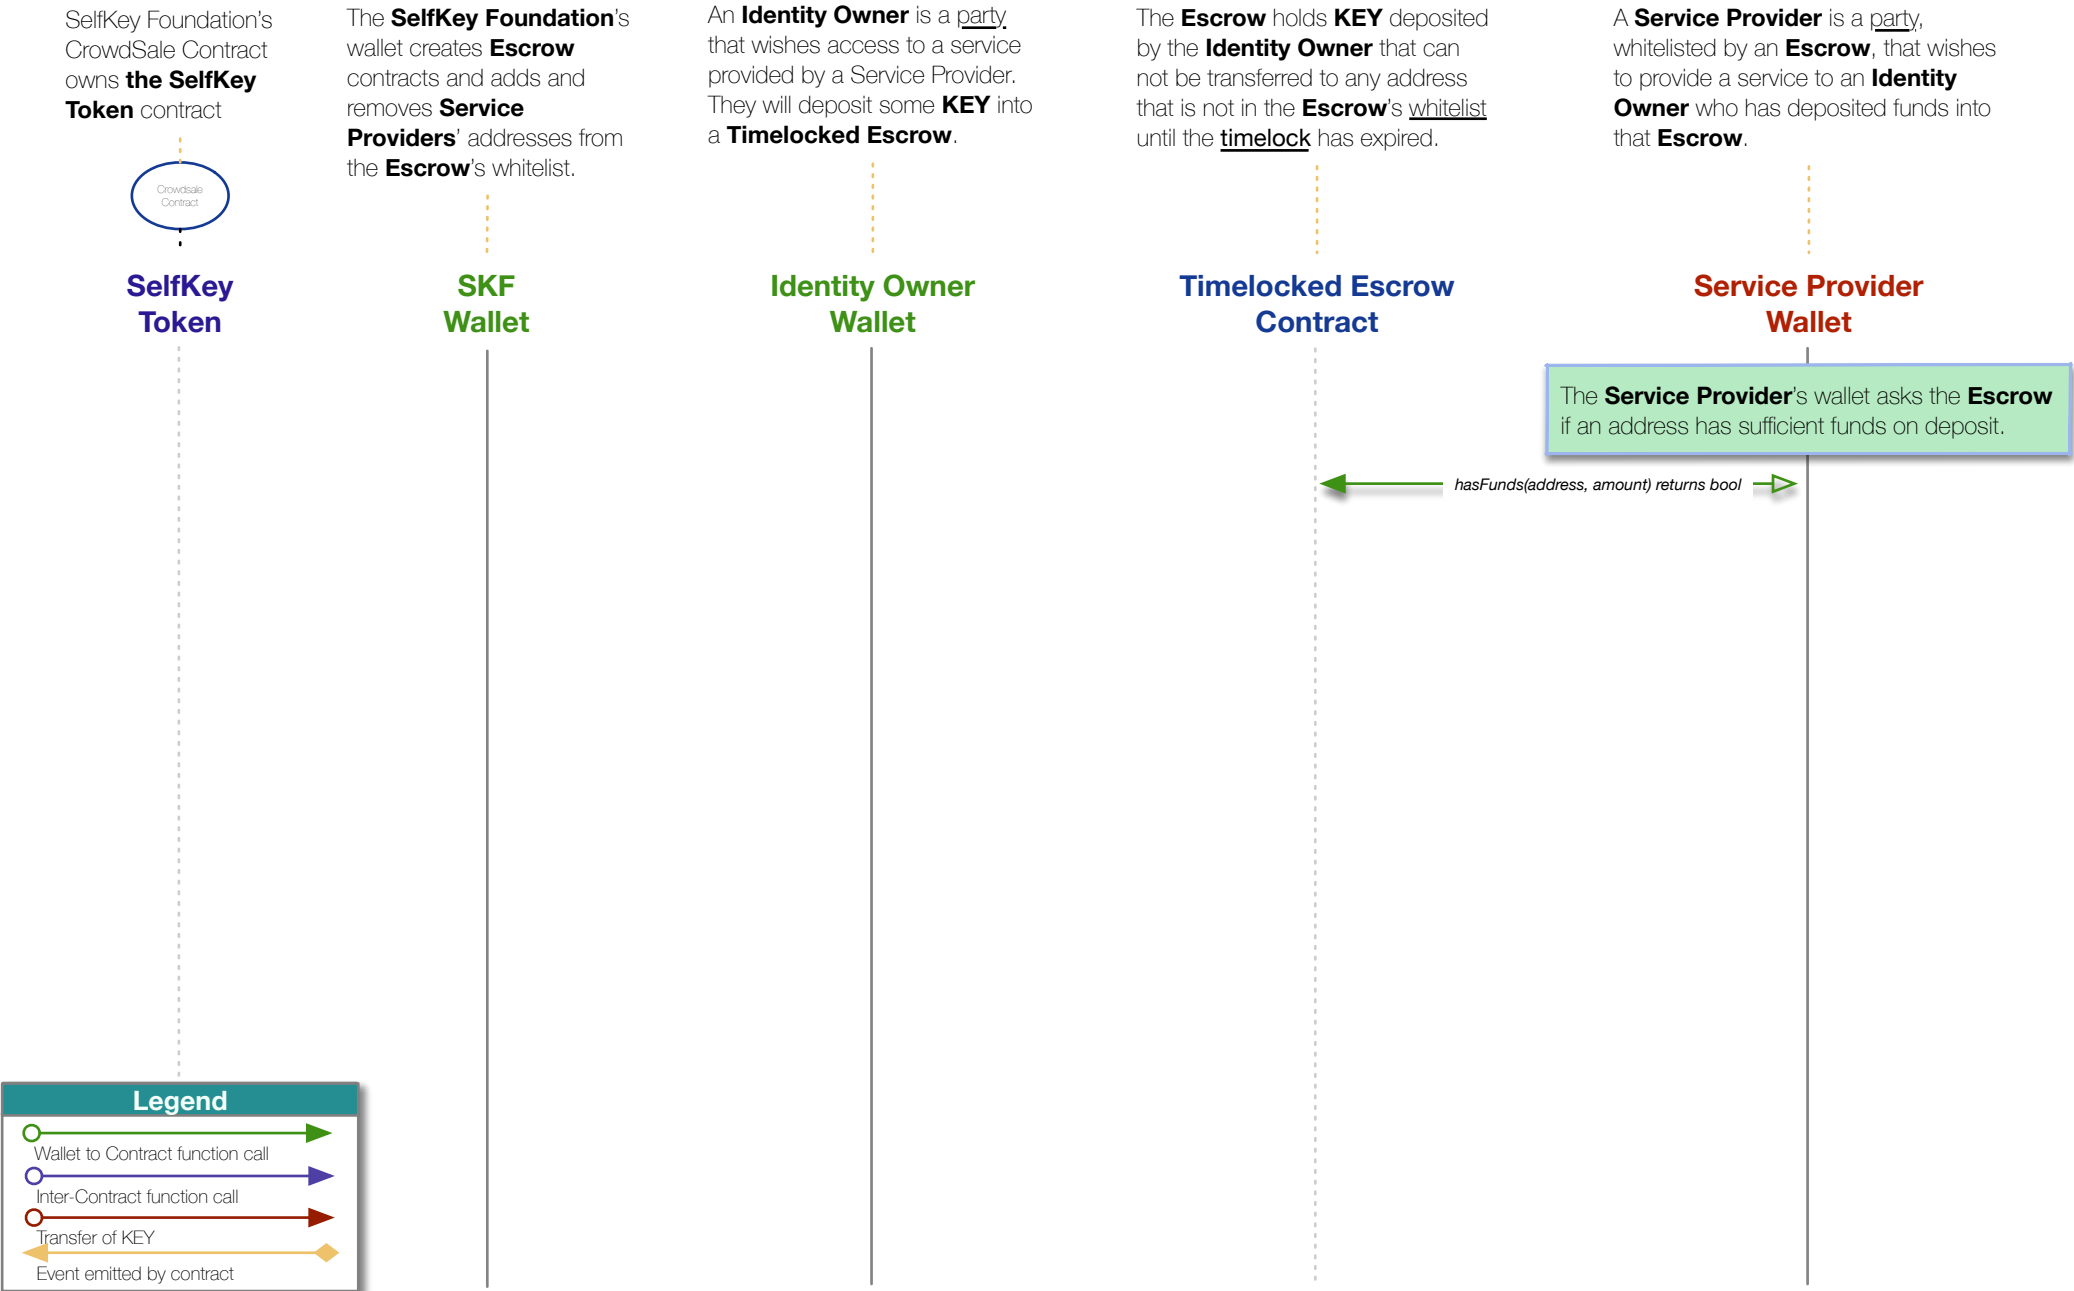 SelfKey Foundation's
CrowdSale Contract
owns the SelfKey
Token contract
The SelfKey Foundation's
wallet creates Escrow
contracts and adds and
removes Service
Providers' addresses from
the Escrow's whitelist.
An Identity Owner is a party
that wishes access to a service
provided by a Service Provider.
They will deposit some KEY into
a Timelocked Escrow.
The Escrow holds KEY deposited
by the Identity Owner that can
not be transferred to any address
that is not in the Escrow's whitelist
until the timelock has expired.
A Service Provider is a party,
whitelisted by an Escrow, that wishes
to provide a service to an Identity
Owner who has deposited funds into
that Escrow.
Crowdsale
Contract
SelfKey
Token
SKF
Wallet
Identity Owner
Wallet
Timelocked Escrow
Contract
Service Provider
Wallet
The Service Provider's wallet asks the Escrow
if an address has sufficient funds on deposit.
hasFunds(address, amount) returns bool
Legend
Wallet to Contract function call
Inter-Contract function call
Transfer of KEY
Event emitted by contract